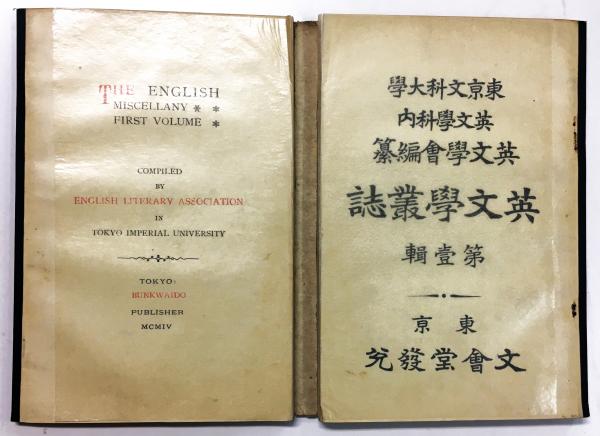 THE ENGLISH
MISCELLANY * *
FIRST VOLUME *
COMPILED
BY
ENGLISH LITERARY ASSOCIATION
IN
TOKYO IMPERIAL UNIVERSITY
TOKYO:
BUNKWAIDO
PUBLISHER
MCMIV
東京文科大學
英文學科内
英文學會編纂
英文學叢誌
第壹輯
東京
文會堂發兌